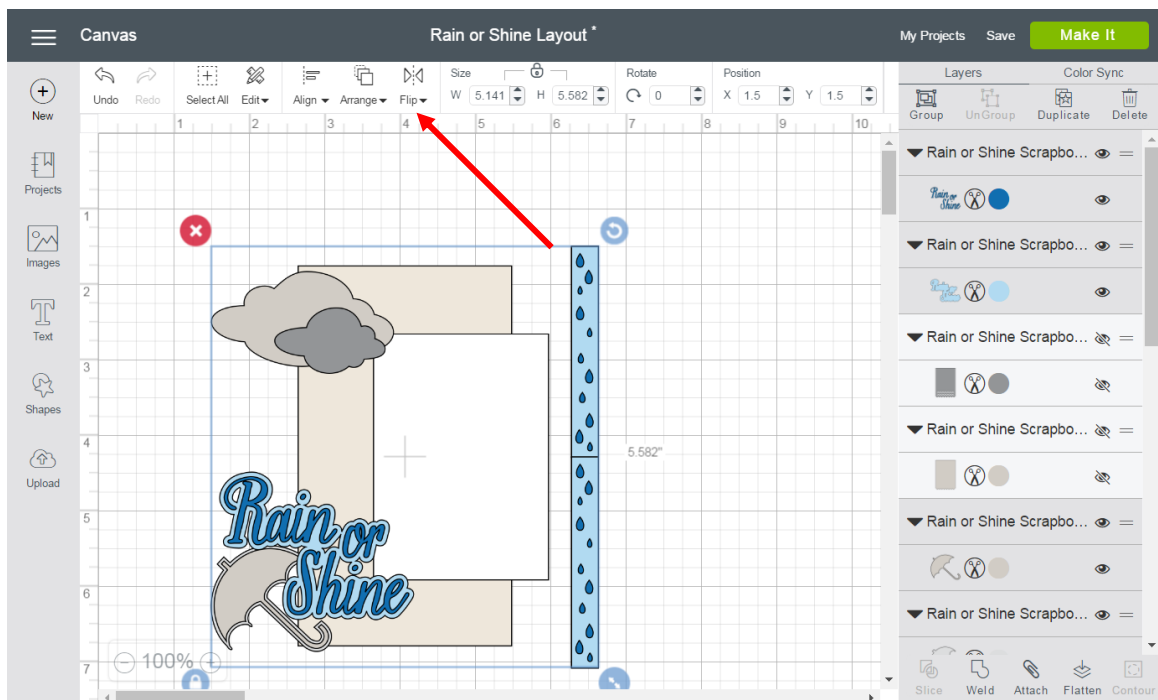 Canvas
Rain or Shine Layout *
My Projects
Save
Make It
New
Projects
Images
Text
Shapes
Upload
Undo
Redo
Select All
Edit
Align
Arrange
Flip
Size
W 5.141
H 5.582
Rotate
0
Position
X 1.5
Y 1.5
1 2 3 4 5 6 7 8 9 10
1
2
3
4
5
6
7
5.582"
Rain or
Shine
100%
Layers
Color Sync
Group
UnGroup
Duplicate
Delete
Rain or Shine Scrapbo...
Rain or
Shine
Rain or Shine Scrapbo...
Rain or Shine Scrapbo...
Rain or Shine Scrapbo...
Rain or Shine Scrapbo...
Rain or Shine Scrapbo...
Slice
Weld
Attach
Flatten
Contour